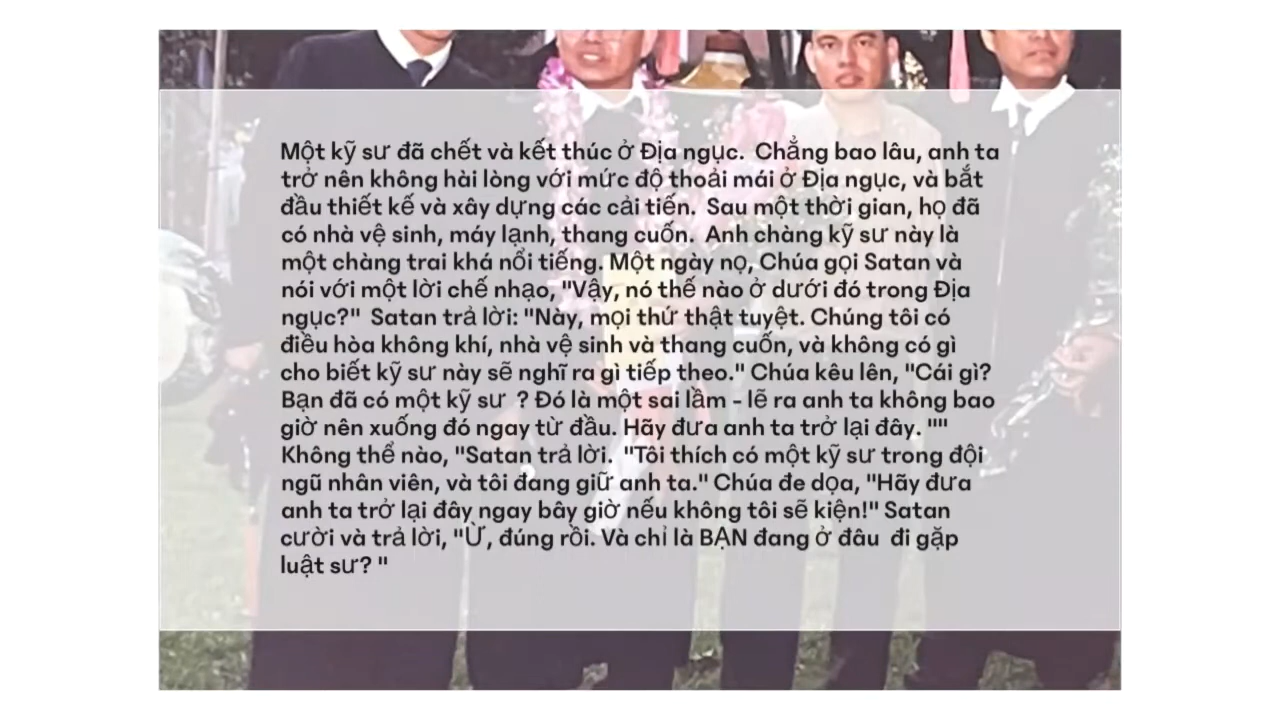 Một kỹ sư đã chết và kết thúc ở Địa ngục.  Chẳng bao lâu, anh ta
trở nên không hài lòng với mức độ thoải mái ở Địa ngục, và bắt
đầu thiết kế và xây dựng các cải tiến.  Sau một thời gian, họ đã
có nhà vệ sinh, máy lạnh, thang cuốn.  Anh chàng kỹ sư này là
một chàng trai khá nổi tiếng. Một ngày nọ, Chúa gọi Satan và
nói với một lời chế nhạo, "Vậy, nó thế nào ở dưới đó trong Địa
ngục?"  Satan trả lời: "Này, mọi thứ thật tuyệt. Chúng tôi có
điều hòa không khí, nhà vệ sinh và thang cuốn, và không có gì
cho biết kỹ sư này sẽ nghĩ ra gì tiếp theo." Chúa kêu lên, "Cái gì?
Bạn đã có một kỹ sư  ? Đó là một sai lầm - lẽ ra anh ta không bao
giờ nên xuống đó ngay từ đầu. Hãy đưa anh ta trở lại đây. ""
Không thể nào, "Satan trả lời.  "Tôi thích có một kỹ sư trong đội
ngũ nhân viên, và tôi đang giữ anh ta." Chúa đe dọa, "Hãy đưa
anh ta trở lại đây ngay bây giờ nếu không tôi sẽ kiện!" Satan
cười và trả lời, "Ừ, đúng rồi. Và chỉ là BẠN đang ở đâu  đi gặp
luật sư? "